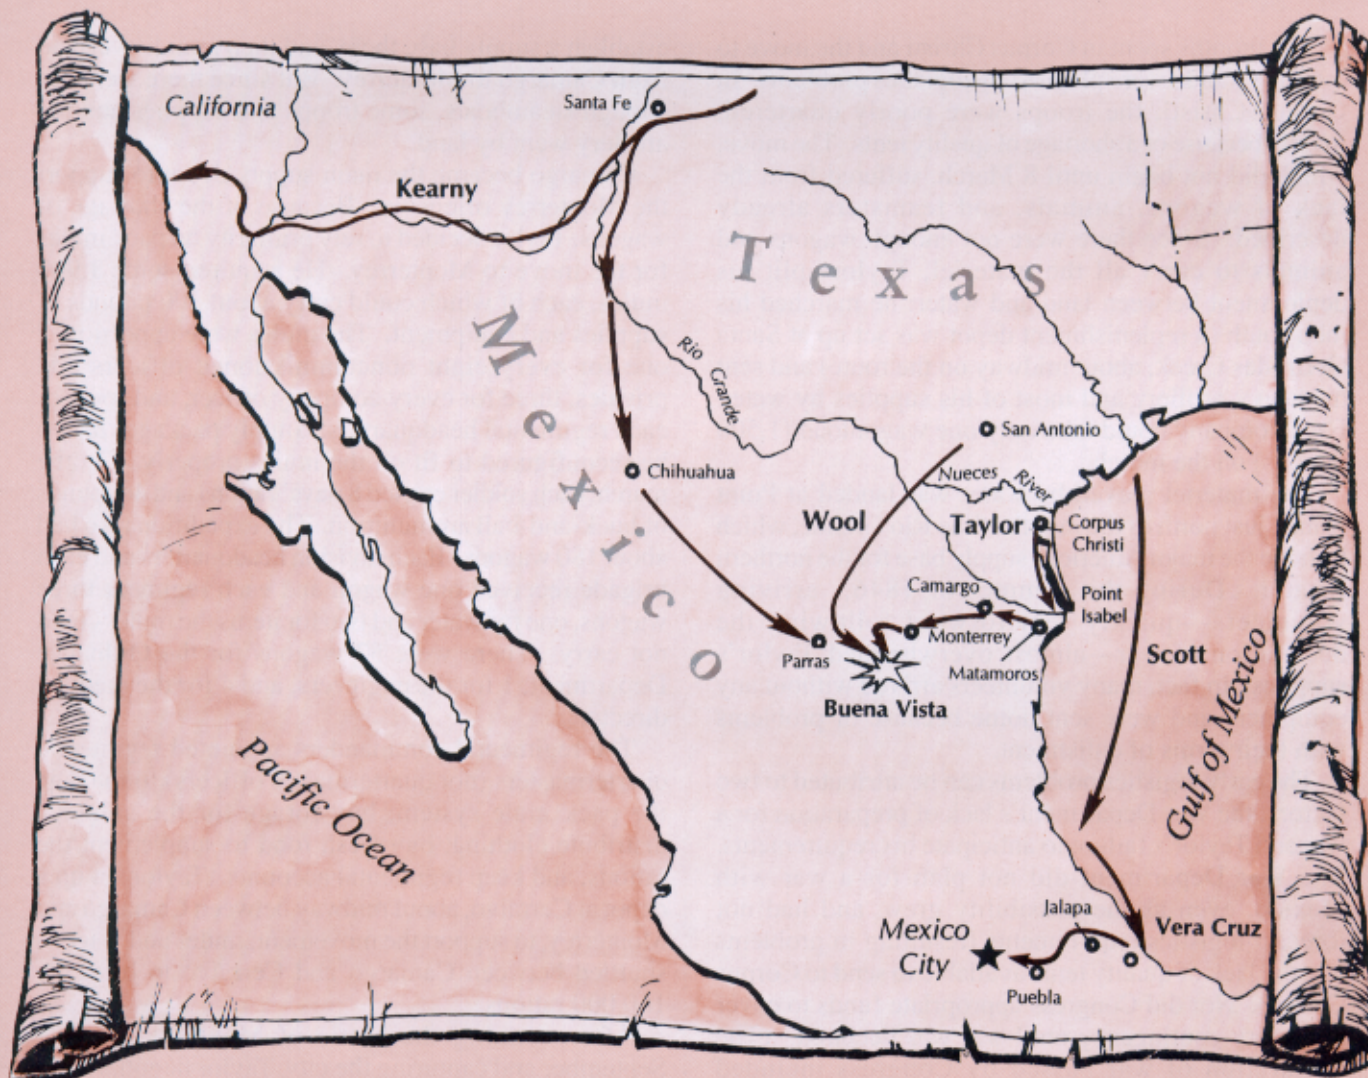 California
Santa Fe
Kearny
Texas
Mexico
Rio
Grande
San Antonio
Chihuahua
Nueces River
Wool
Taylor
Corpus
Christi
Camargo
Point
Isabel
Monterrey
Parras
Matamoros
Scott
Buena Vista
Gulf of Mexico
Pacific Ocean
Jalapa
Mexico
City
Vera Cruz
Puebla